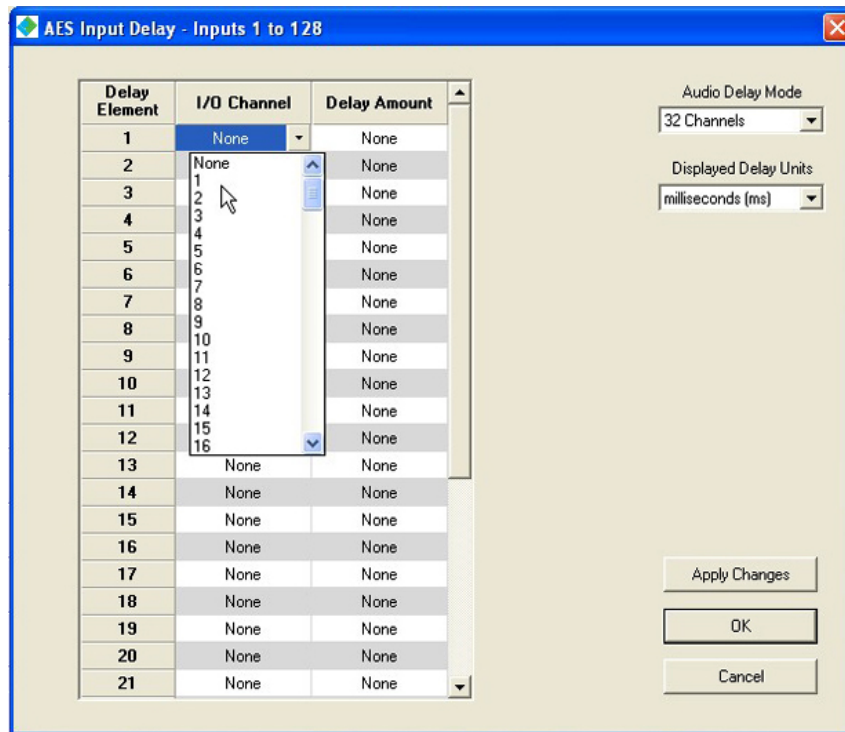 AES Input Delay - Inputs 1 to 128
Delay Element I/O Channel Delay Amount
1 None None
2 None
3 None
4 None
5 None
6 None
7 None
8 None
9 None
10 None
11 None
12 None
None
1
2
3
4
5
6
7
8
9
10
11
12
13
14
15
16
13 None None
14 None None
15 None None
16 None None
17 None None
18 None None
19 None None
20 None None
21 None None
Audio Delay Mode
32 Channels
Displayed Delay Units
milliseconds (ms)
Apply Changes
OK
Cancel